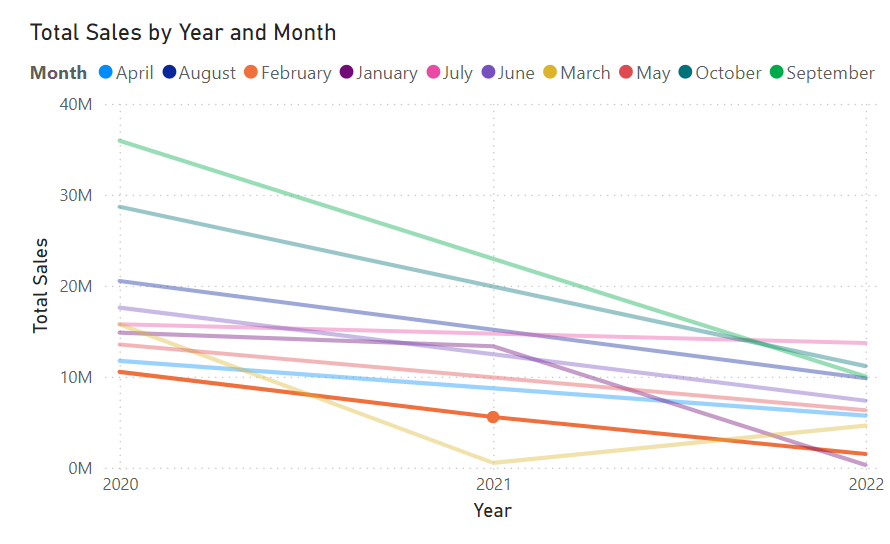 Total Sales by Year and Month
Month April August February January July June March May October September
40M
30M
20M
10M
0M
Total Sales
2020 2021 2022
Year